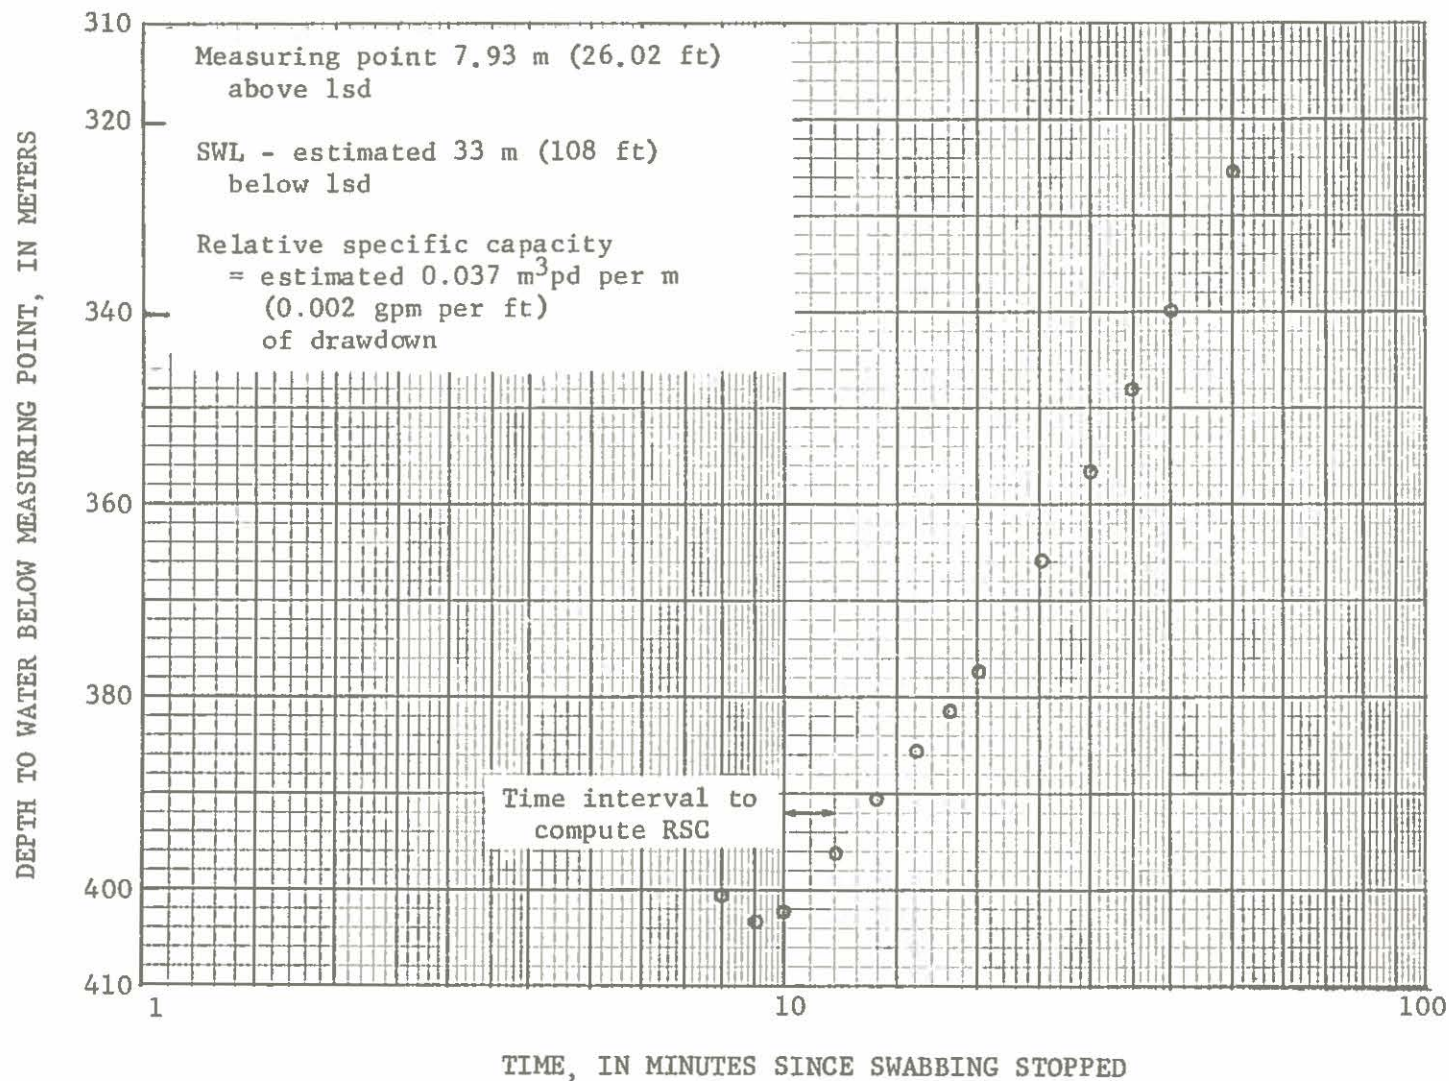 310
320
340
360
380
400
410
DEPTH TO WATER BELOW MEASURING POINT, IN METERS
Measuring point 7.93 m (26.02 ft)
above lsd
SWL - estimated 33 m (108 ft)
below lsd
Relative specific capacity
= estimated 0.037 m³pd per m
(0.002 gpm per ft)
of drawdown
Time interval to
compute RSC
1
10
100
TIME, IN MINUTES SINCE SWABBING STOPPED